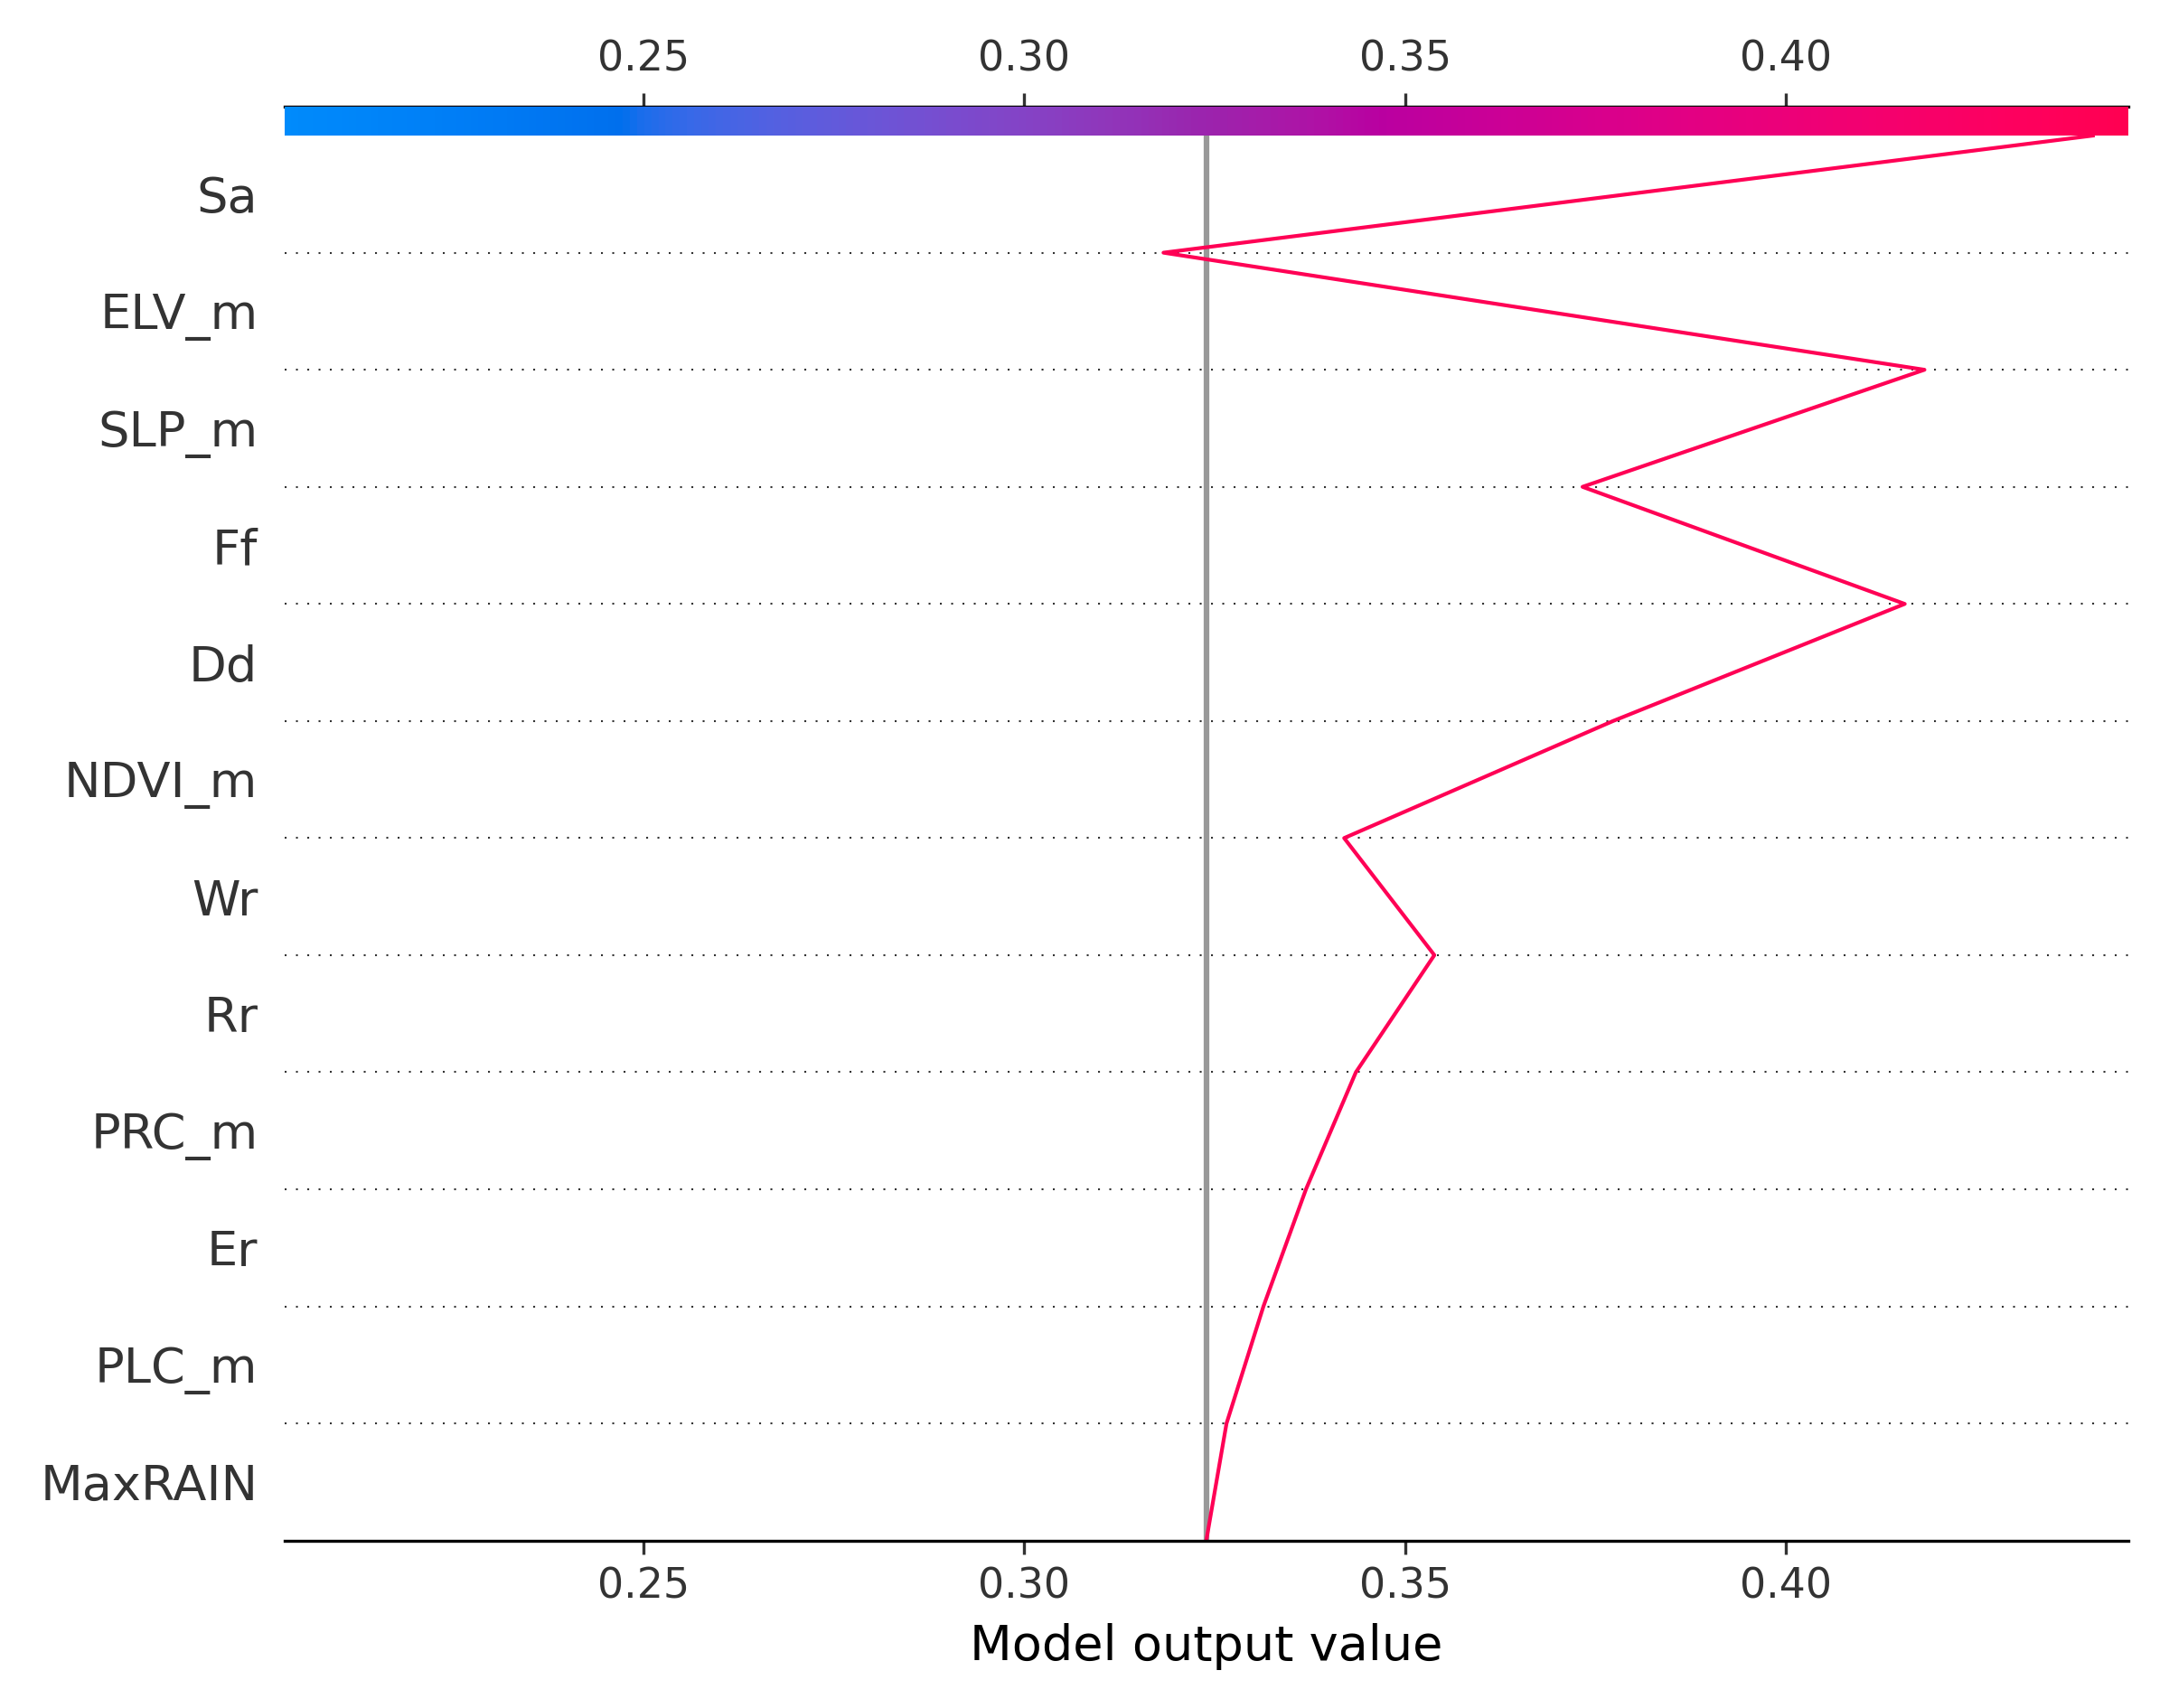 0.25 0.30 0.35 0.40
Sa
ELV_m
SLP_m
Ff
Dd
NDVI_m
Wr
Rr
PRC_m
Er
PLC_m
MaxRAIN
0.25 0.30 0.35 0.40
Model output value